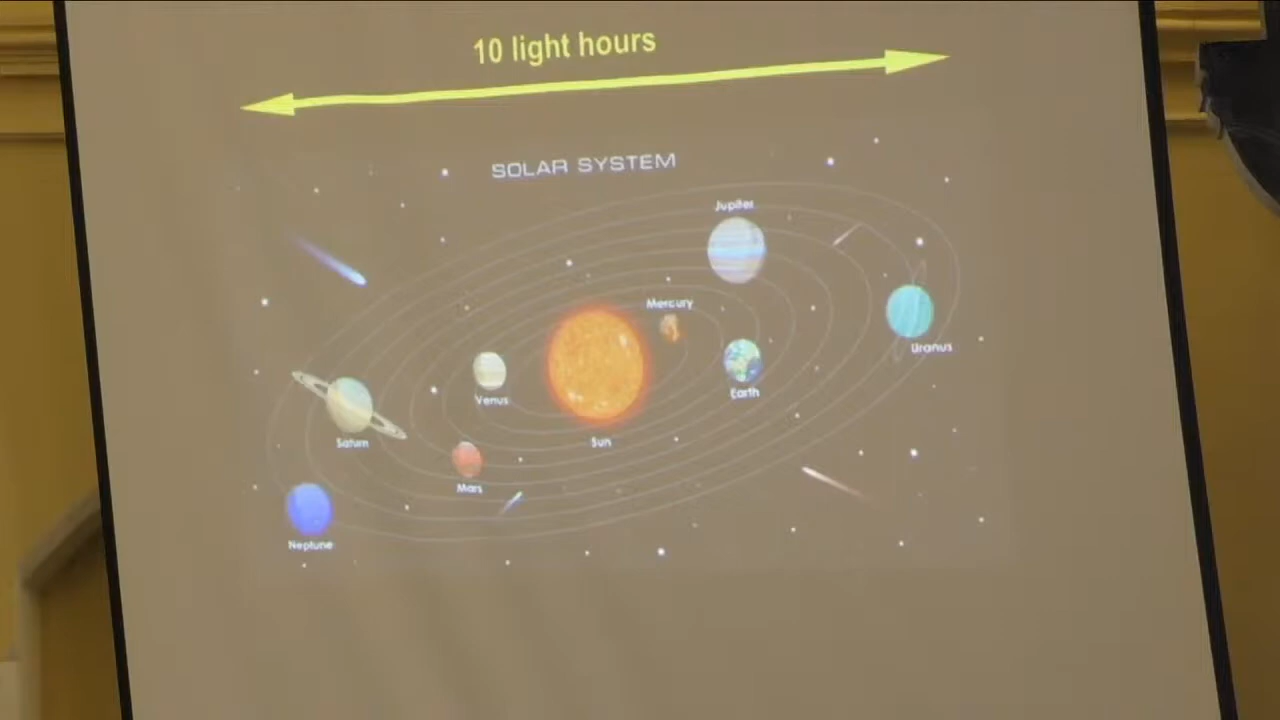 10 light hours
SOLAR SYSTEM
Jupiter
Mercury
Uranus
Earth
Venus
Sun
Saturn
Mars
Neptune